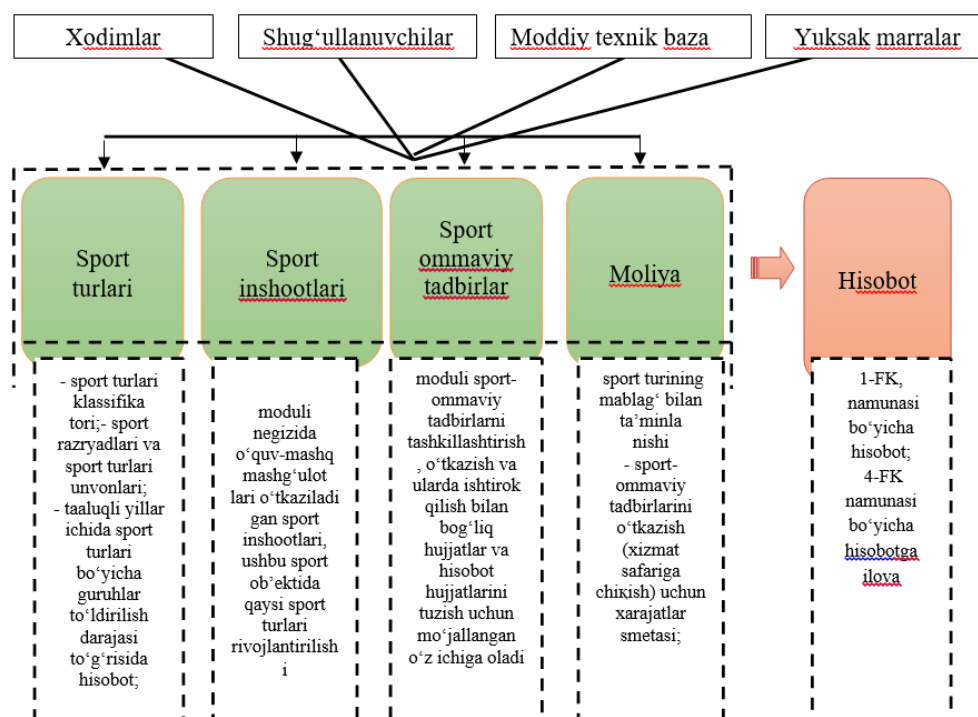 Xodimlar
Shug‘ullanuvchilar
Moddiy texnik baza
Yuksak marralar
Sport
turlari
Sport
inshootlari
Sport
ommaviy
tadbirlar
Moliya
Hisobot
- sport turlari
klassifika
tori;- sport
razryadlari va
sport turlari
unvonlari;
- taaluqli yillar
ichida sport
turlari
bo‘yicha
guruhlar
to‘ldirilish
darajasi
to‘g‘risida
hisobot;
moduli
negizida
o‘quv-mashq
mashg‘ulot
lari o‘tkaziladi
gan sport
inshootlari,
ushbu sport
ob’ektida
qaysi sport
turlari
rivojlantirilish
i
moduli sport-
ommaviy
tadbirlarni
tashkillashtirish
, o‘tkazish va
ularda ishtirok
qilish bilan
bog‘liq
hujjatlar va
hisobot
hujjatlarini
tuzish uchun
mo‘jallangan
o‘z ichiga oladi
sport turining
mablag‘ bilan
ta’minla
nishi
- sport-
ommaviy
tadbirlarini
o‘tkazish
(xizmat
safariga
chiкish) uchun
xarajatlar
smetasi;
1-FK,
namunasi
bo‘yicha
hisobot;
4-FK
namunasi
bo‘yicha
hisobotga
ilova